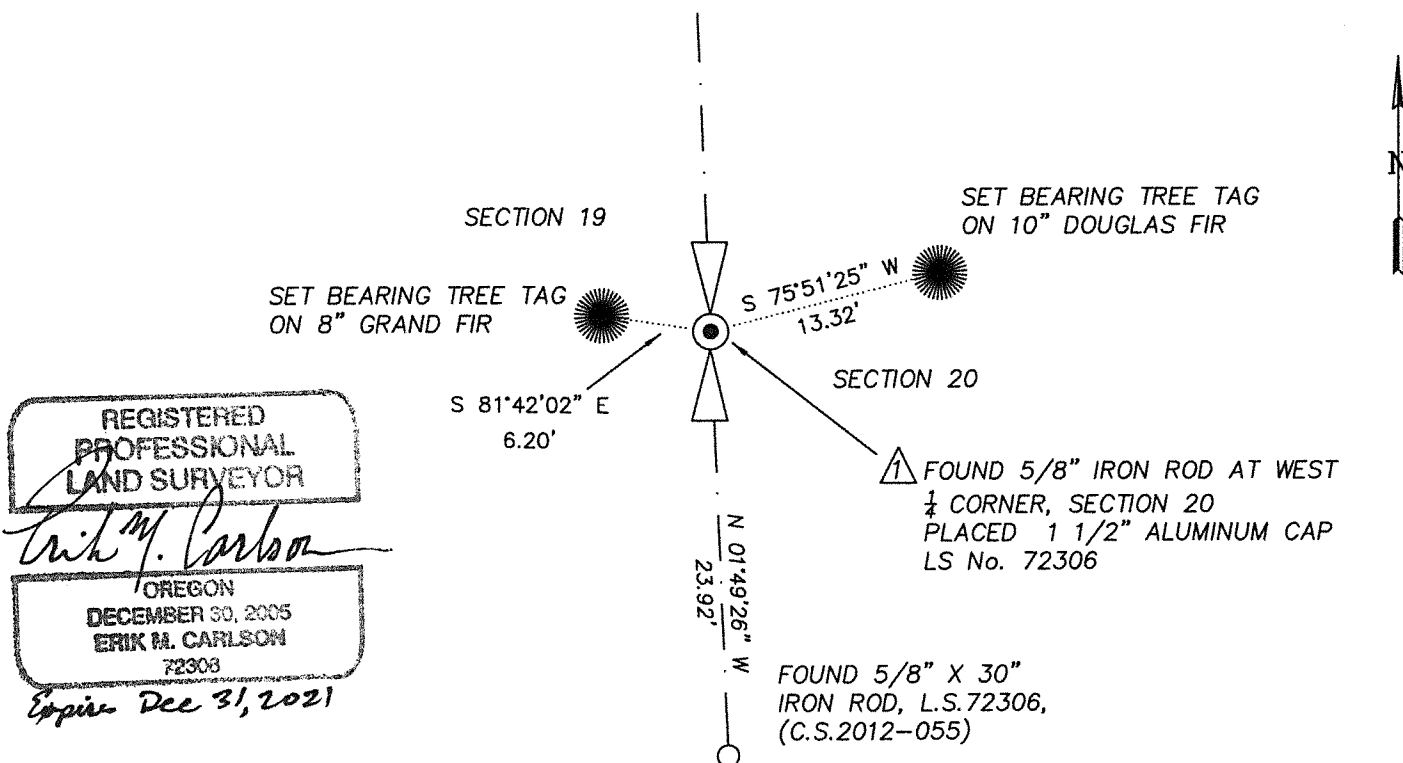 N
SECTION 19
SET BEARING TREE TAG
ON 10" DOUGLAS FIR
SET BEARING TREE TAG
ON 8" GRAND FIR
S 75°51'25" W
13.32'
SECTION 20
S 81°42'02" E
6.20'
1 FOUND 5/8" IRON ROD AT WEST
1/4 CORNER, SECTION 20
PLACED 1 1/2" ALUMINUM CAP
LS No. 72306
N 01°49'26" W
23.92'
FOUND 5/8" X 30"
IRON ROD, L.S.72306,
(C.S.2012-055)
REGISTERED
PROFESSIONAL
LAND SURVEYOR
Erik M. Carlson
OREGON
DECEMBER 30, 2005
ERIK M. CARLSON
72306
Expires Dec 31, 2021